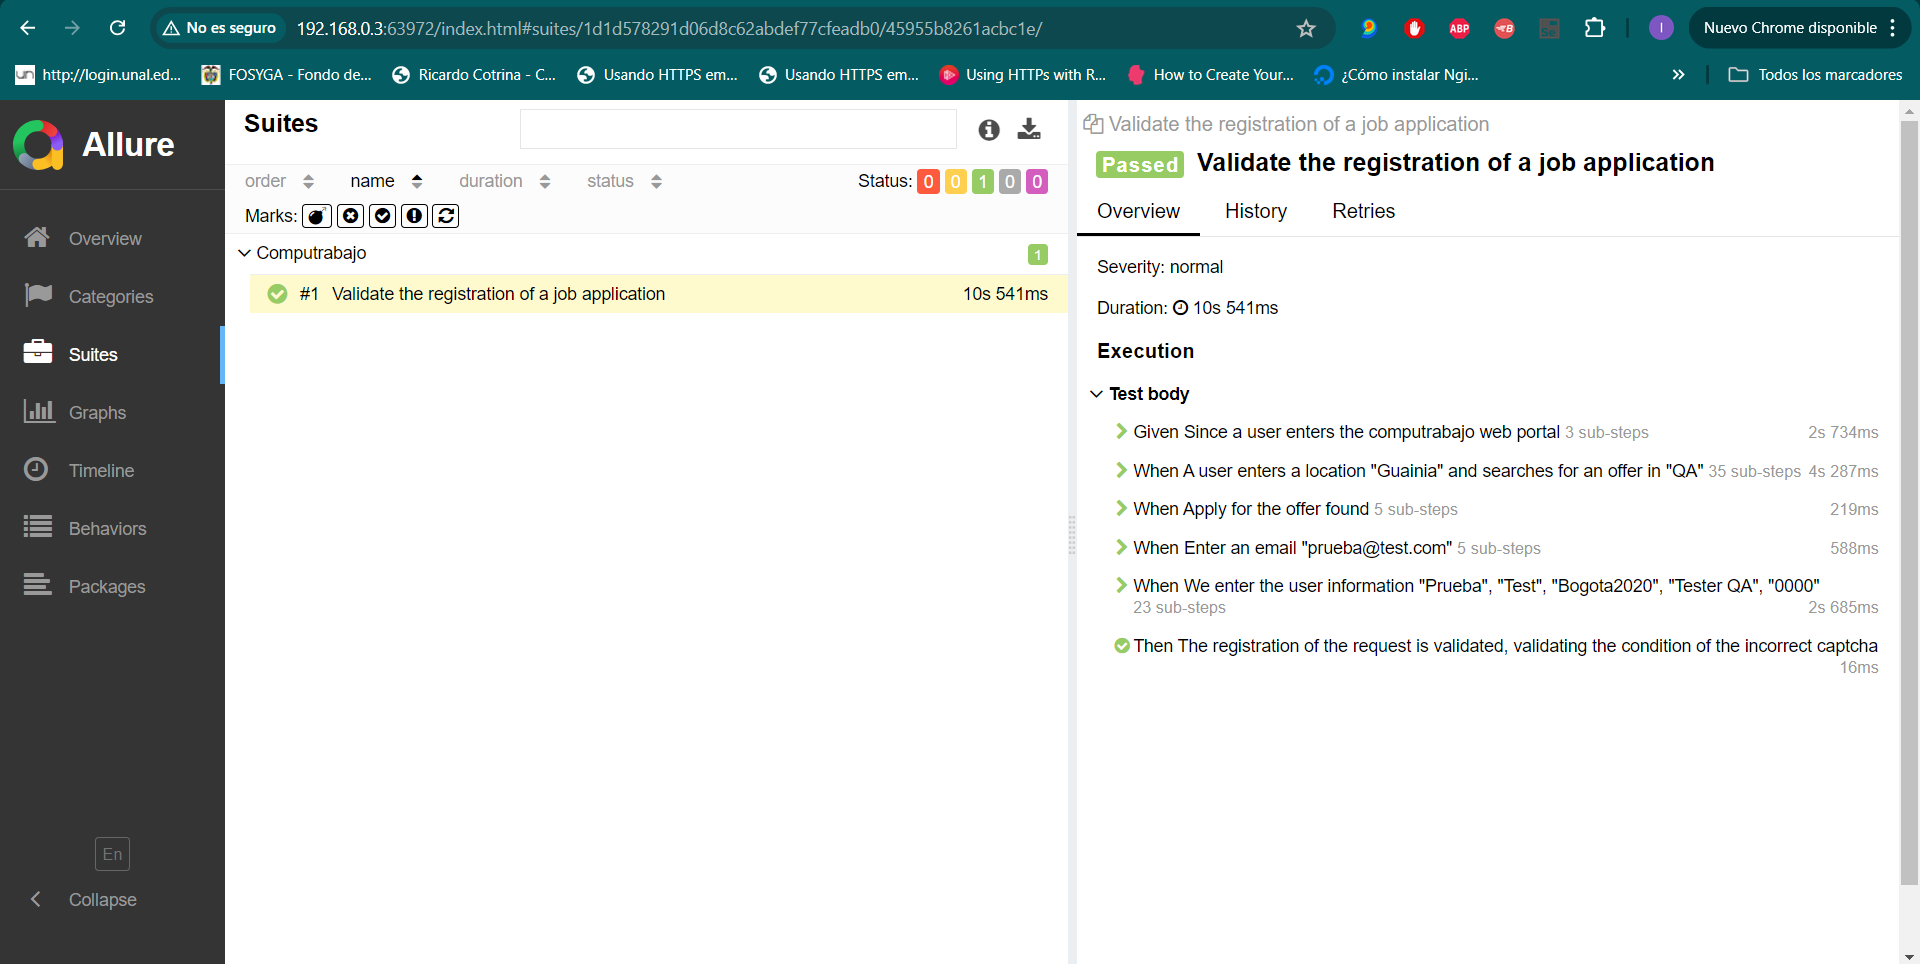 No es seguro
192.168.0.3:63972/index.html#suites/1d1d578291d06d8c62abdef77cfeadb0/45955b8261acbc1e/
ABP
I
Nuevo Chrome disponible
http://login.unal.ed...
FOSYGA - Fondo de...
Ricardo Cotrina - C...
Usando HTTPS em...
Usando HTTPS em...
Using HTTPs with R...
How to Create Your...
¿Cómo instalar Ngi...
»
Todos los marcadores
Allure
Overview
Categories
Suites
Graphs
Timeline
Behaviors
Packages
En
Collapse
Suites
order
name
duration
status
Status: 0 0 1 0 0
Marks:
Computrabajo
1
#1 Validate the registration of a job application
10s 541ms
Validate the registration of a job application
Passed Validate the registration of a job application
Overview
History
Retries
Severity: normal
Duration: 10s 541ms
Execution
Test body
Given Since a user enters the computrabajo web portal 3 sub-steps 2s 734ms
When A user enters a location "Guainia" and searches for an offer in "QA" 35 sub-steps 4s 287ms
When Apply for the offer found 5 sub-steps 219ms
When Enter an email "prueba@test.com" 5 sub-steps 588ms
When We enter the user information "Prueba", "Test", "Bogota2020", "Tester QA", "0000"
23 sub-steps 2s 685ms
Then The registration of the request is validated, validating the condition of the incorrect captcha
16ms